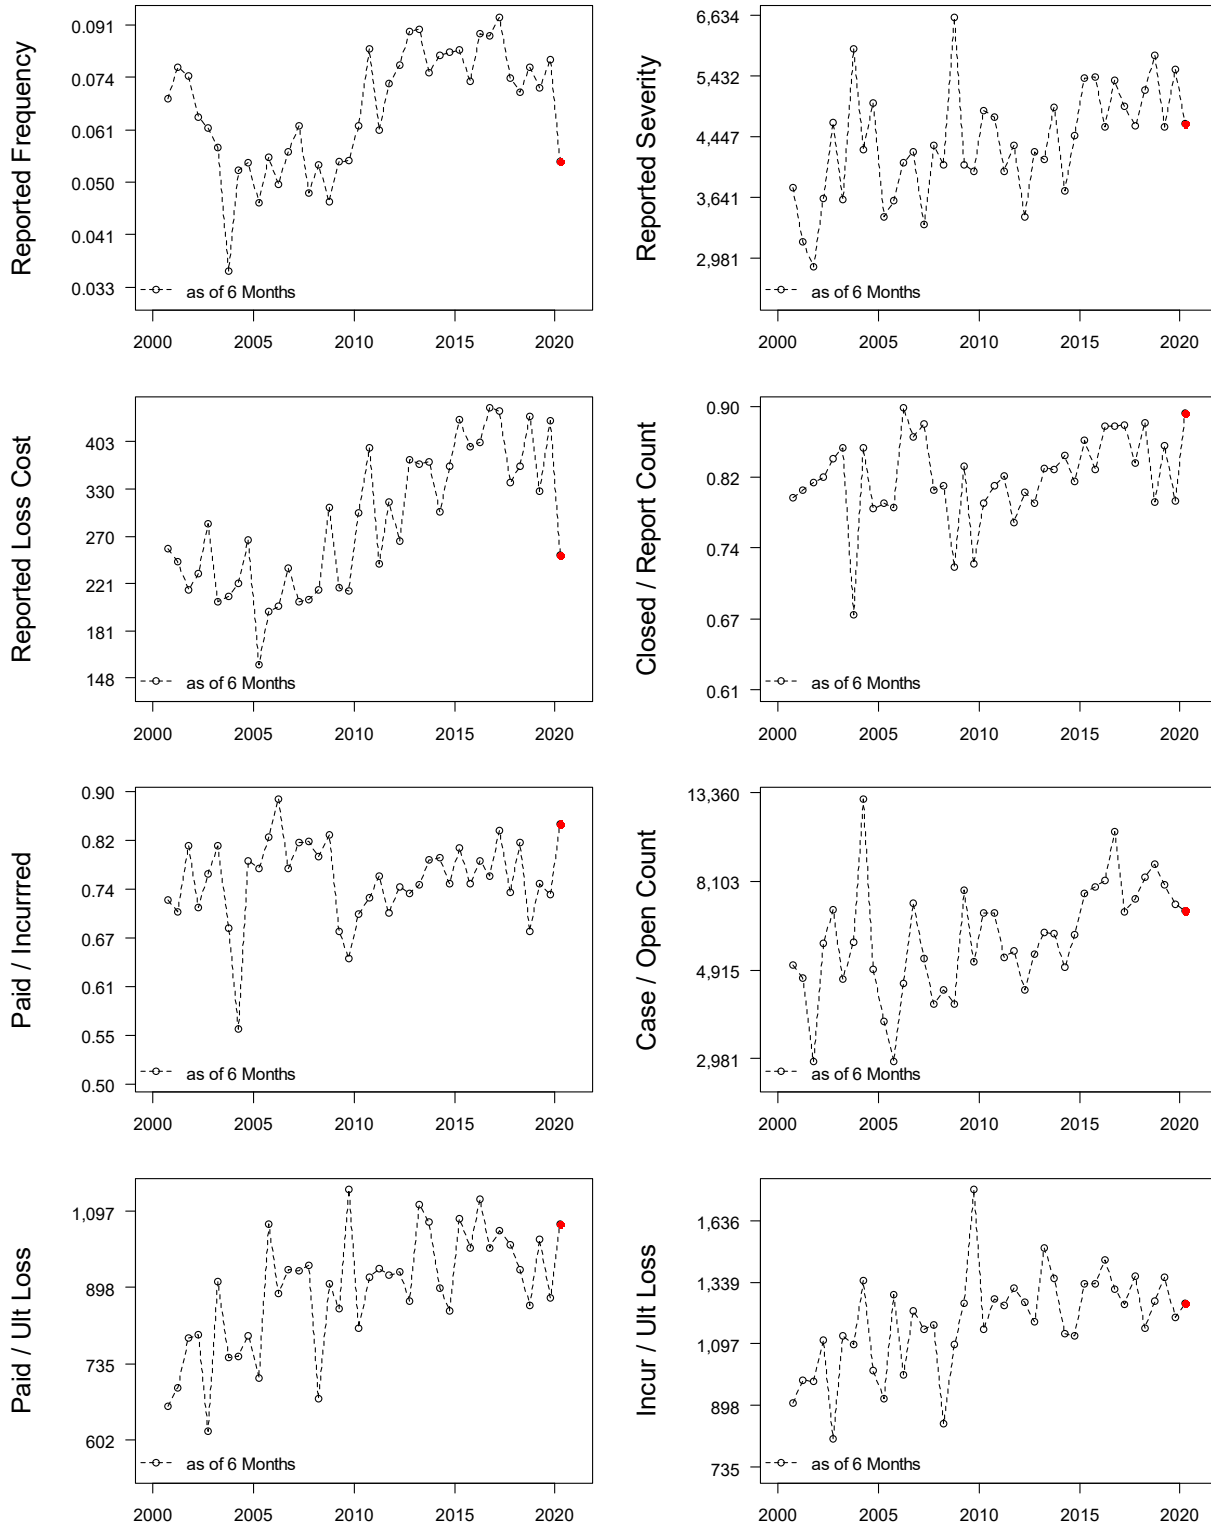 Reported Frequency
0.091
0.074
0.061
0.050
0.041
0.033
as of 6 Months
2000 2005 2010 2015 2020
Reported Severity
6,634
5,432
4,447
3,641
2,981
as of 6 Months
2000 2005 2010 2015 2020
Reported Loss Cost
403
330
270
221
181
148
as of 6 Months
2000 2005 2010 2015 2020
Closed / Report Count
0.90
0.82
0.74
0.67
0.61
as of 6 Months
2000 2005 2010 2015 2020
Paid / Incurrred
0.90
0.82
0.74
0.67
0.61
0.55
0.50
as of 6 Months
2000 2005 2010 2015 2020
Case / Open Count
13,360
8,103
4,915
2,981
as of 6 Months
2000 2005 2010 2015 2020
Paid / Ult Loss
1,097
898
735
602
as of 6 Months
2000 2005 2010 2015 2020
Incur / Ult Loss
1,636
1,339
1,097
898
735
as of 6 Months
2000 2005 2010 2015 2020